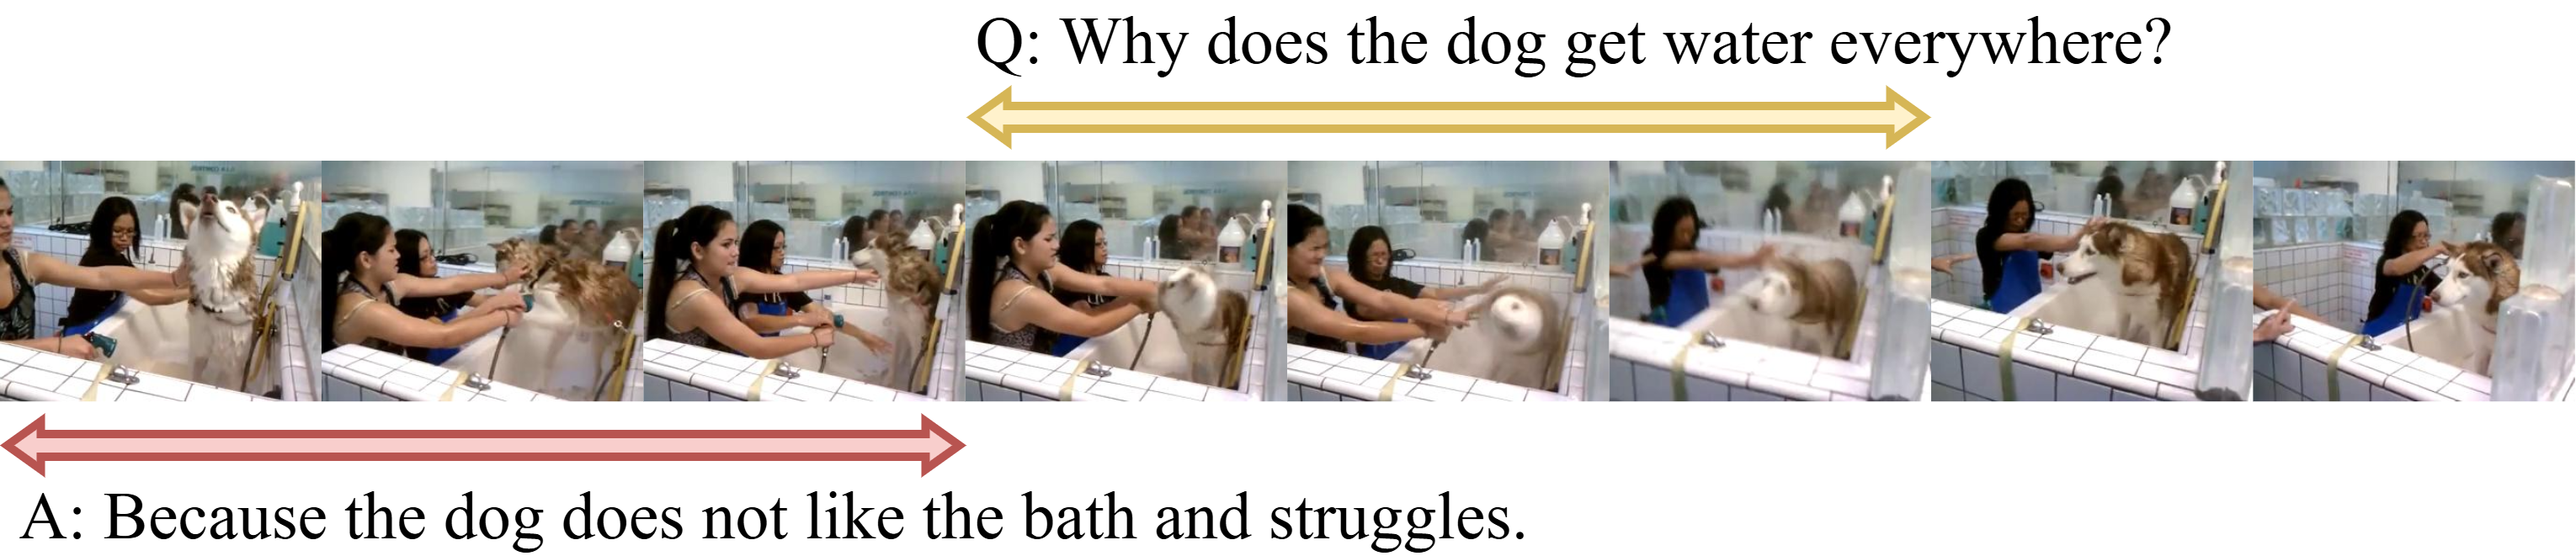 Q: Why does the dog get water everywhere?
A: Because the dog does not like the bath and struggles.